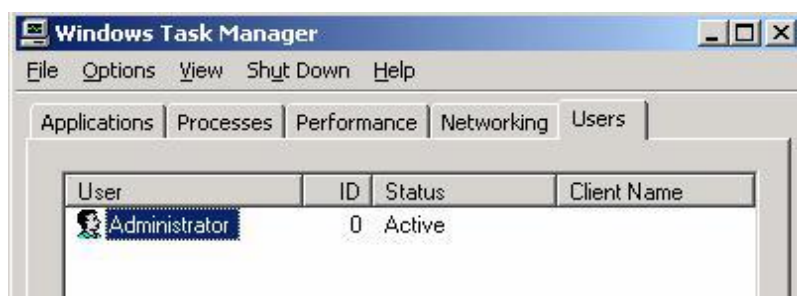 Windows Task Manager
File Options View Shut Down Help
Applications Processes Performance Networking Users
User ID Status Client Name
Administrator 0 Active